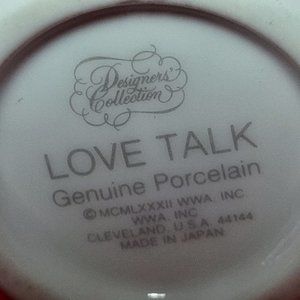 Designers'
Collection
LOVE TALK
Genuine Porcelain
©MCMLXXXII WWA, INC
WWA, INC
CLEVELAND, U.S.A. 44144
MADE IN JAPAN